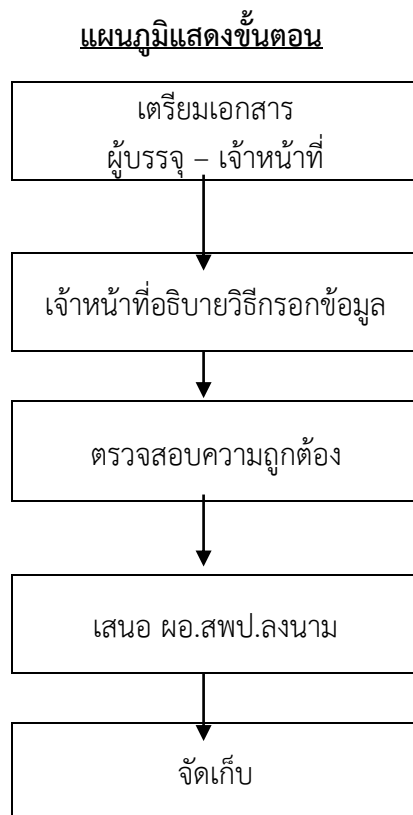 แผนภูมิแสดงขั้นตอน
เตรียมเอกสาร
ผู้บรรจุ – เจ้าหน้าที่
เจ้าหน้าที่อธิบายวิธีกรอกข้อมูล
ตรวจสอบความถูกต้อง
เสนอ ผอ.สพป.ลงนาม
จัดเก็บ